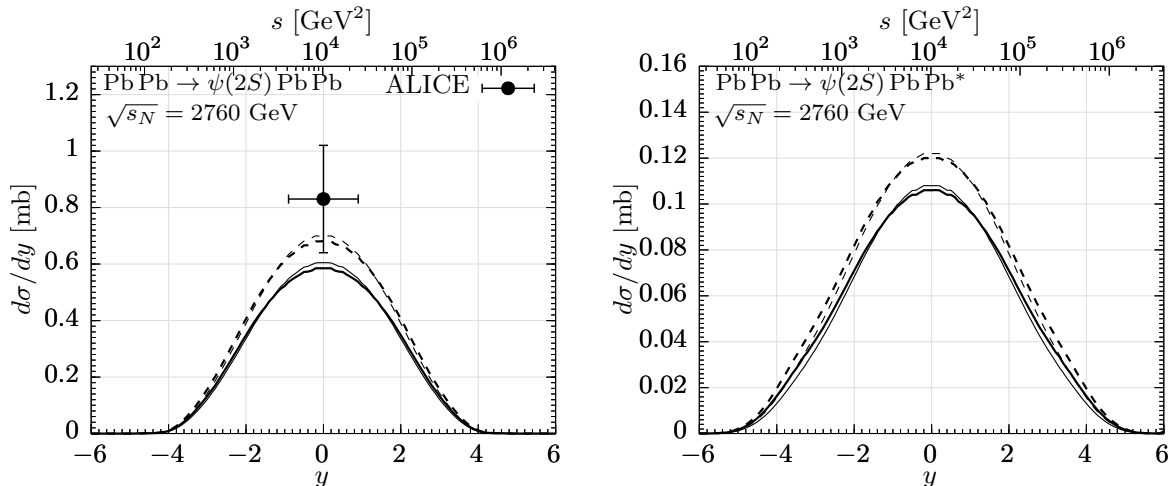 s [GeV²]
10² 10³ 10⁴ 10⁵ 10⁶
Pb Pb → ψ(2S) Pb Pb
ALICE
√s_N = 2760 GeV
dσ/dy [mb]
1.2
1
0.8
0.6
0.4
0.2
0
−6 −4 −2 0 2 4 6
y
s [GeV²]
10² 10³ 10⁴ 10⁵ 10⁶
Pb Pb → ψ(2S) Pb Pb*
√s_N = 2760 GeV
dσ/dy [mb]
0.16
0.14
0.12
0.1
0.08
0.06
0.04
0.02
0
−6 −4 −2 0 2 4 6
y